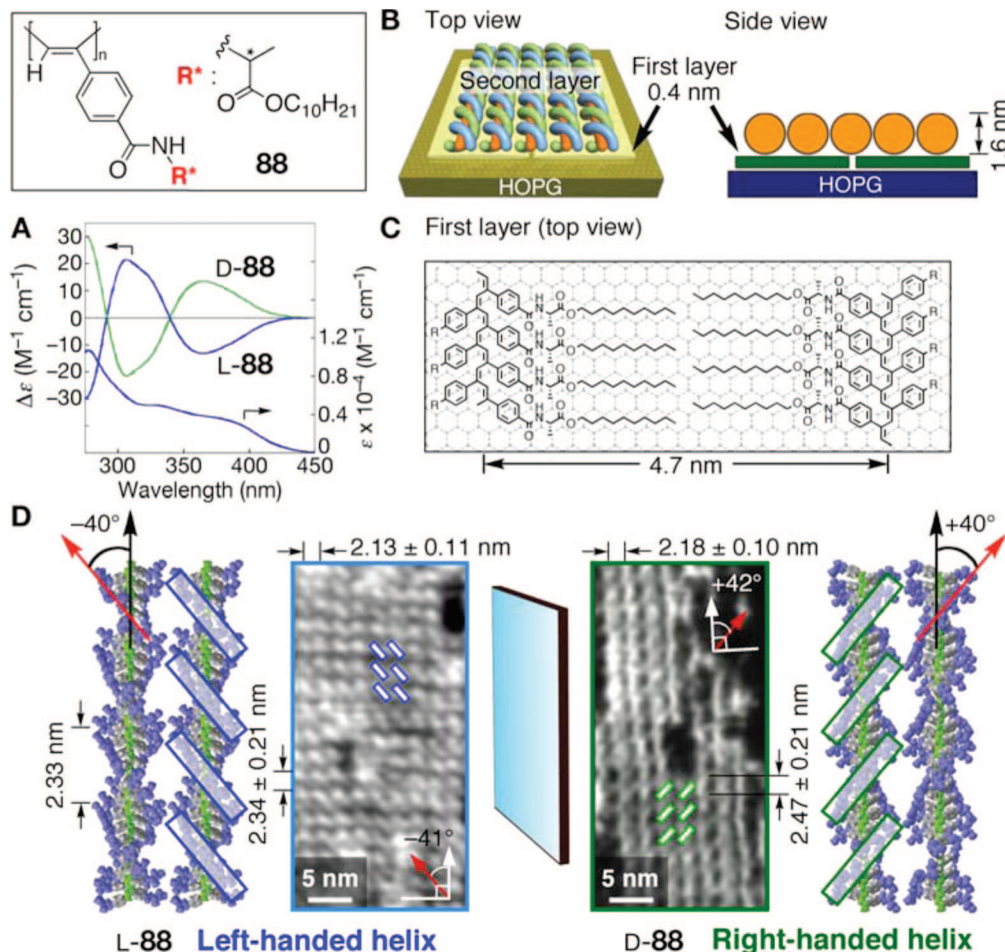 H
n
O
NH
R*
R* :
*
O
OC10H21
88
B Top view
Second layer
HOPG
First layer
0.4 nm
Side view
1.6 nm
HOPG
A
30
20
10
0
−10
−20
−30
Δε (M−1 cm−1)
D-88
L-88
1.2
0.8
0.4
0
ε x 10−4 (M−1 cm−1)
300 350 400 450
Wavelength (nm)
C First layer (top view)
4.7 nm
D
−40°
2.33 nm
2.13 ± 0.11 nm
2.34 ± 0.21 nm
−41°
5 nm
2.18 ± 0.10 nm
+42°
2.47 ± 0.21 nm
5 nm
+40°
L-88 Left-handed helix
D-88 Right-handed helix